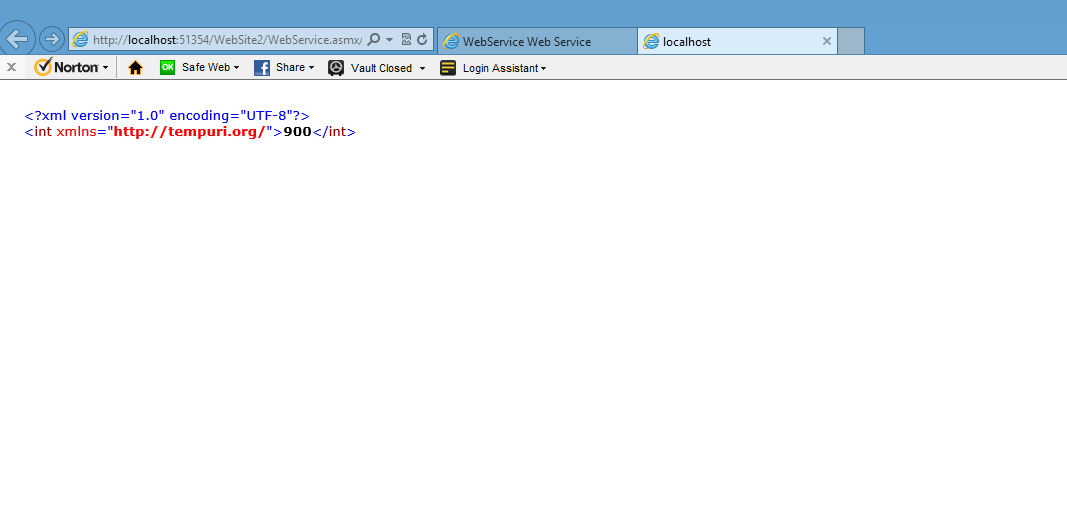 http://localhost:51354/WebSite2/WebService.asmx/
WebService Web Service
localhost
Norton
OK Safe Web
Share
Vault Closed
Login Assistant
<?xml version="1.0" encoding="UTF-8"?>
<int xmlns="http://tempuri.org/">900</int>